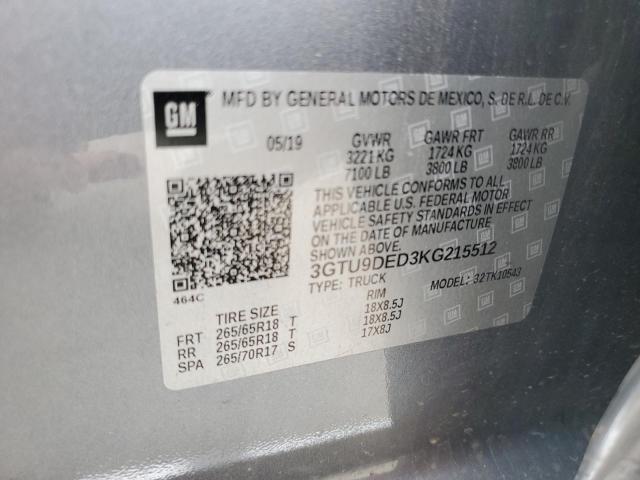 GM
MFD BY GENERAL MOTORS DE MEXICO, S. DE R.L. DE C.V.
05/19 GVWR GAWR FRT GAWR RR
3221 KG 1724 KG 1724 KG
7100 LB 3800 LB 3800 LB
THIS VEHICLE CONFORMS TO ALL
APPLICABLE U.S. FEDERAL MOTOR
VEHICLE SAFETY STANDARDS IN EFFECT
ON THE DATE OF MANUFACTURE
SHOWN ABOVE.
3GTU9DED3KG215512
TYPE: TRUCK MODEL: 32TK10543
464C
TIRE SIZE RIM
FRT 265/65R18 T 18X8.5J
RR 265/65R18 T 18X8.5J
SPA 265/70R17 S 17X8J